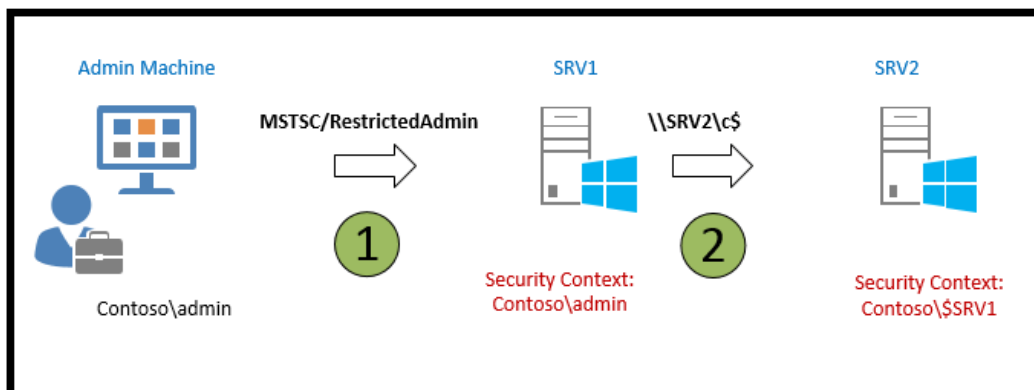 Admin Machine
SRV1
SRV2
MSTSC/RestrictedAdmin
\\SRV2\c$
1
2
Security Context:
Contoso\admin
Security Context:
Contoso\$SRV1
Contoso\admin